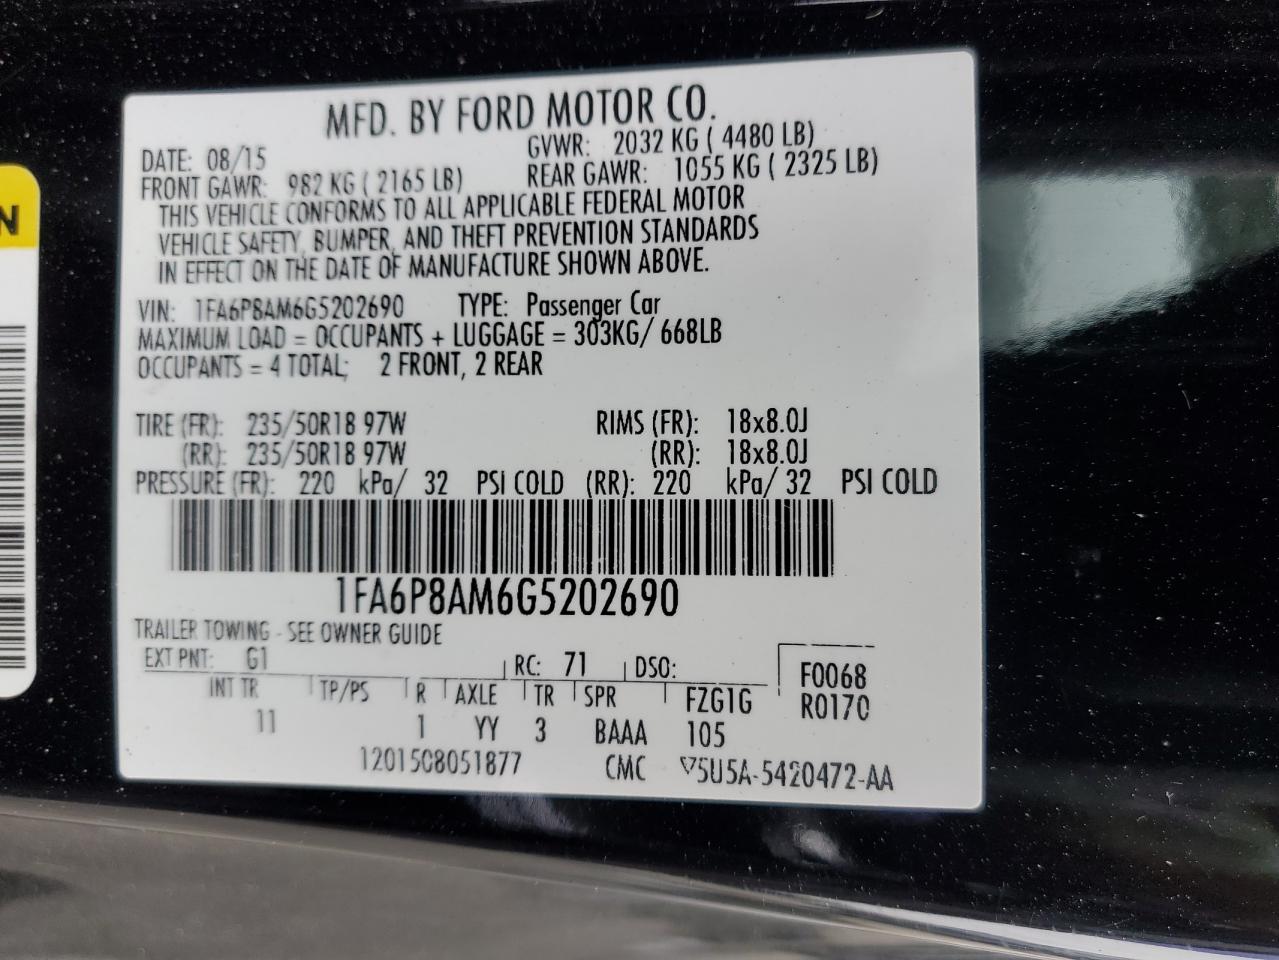 MFD. BY FORD MOTOR CO.
DATE: 08/15 GVWR: 2032 KG ( 4480 LB)
FRONT GAWR: 982 KG ( 2165 LB) REAR GAWR: 1055 KG ( 2325 LB)
THIS VEHICLE CONFORMS TO ALL APPLICABLE FEDERAL MOTOR
VEHICLE SAFETY, BUMPER, AND THEFT PREVENTION STANDARDS
IN EFFECT ON THE DATE OF MANUFACTURE SHOWN ABOVE.
VIN: 1FA6P8AM6G5202690 TYPE: Passenger Car
MAXIMUM LOAD = OCCUPANTS + LUGGAGE = 303KG/ 668LB
OCCUPANTS = 4 TOTAL; 2 FRONT, 2 REAR
TIRE (FR): 235/50R18 97W RIMS (FR): 18x8.0J
(RR): 235/50R18 97W (RR): 18x8.0J
PRESSURE (FR): 220 kPa/ 32 PSI COLD (RR): 220 kPa/ 32 PSI COLD
1FA6P8AM6G5202690
TRAILER TOWING - SEE OWNER GUIDE
EXT PNT: G1 RC: 71 DSO: F0068
INT TR TP/PS R AXLE TR SPR FZG1G R0170
11 1 YY 3 BAAA 105
1201508051877 CMC 5U5A-5420472-AA
N